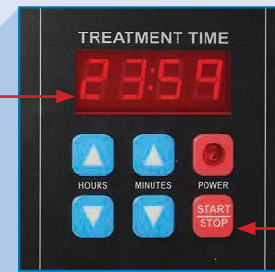 TREATMENT TIME
23:59
HOURS MINUTES POWER
START
STOP